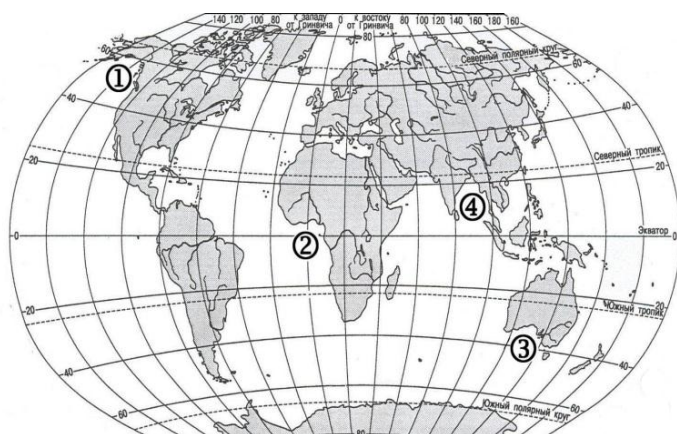 к западу от Гринвича
к востоку от Гринвича
140 120 100 80 0 80 100 120 140 160
80
Северный полярный круг
60
60
①
40
40
Северный тропик
20
20
④
Экватор
0
②
0
20
20
Южный тропик
③
40
40
Южный полярный круг
60
60
80